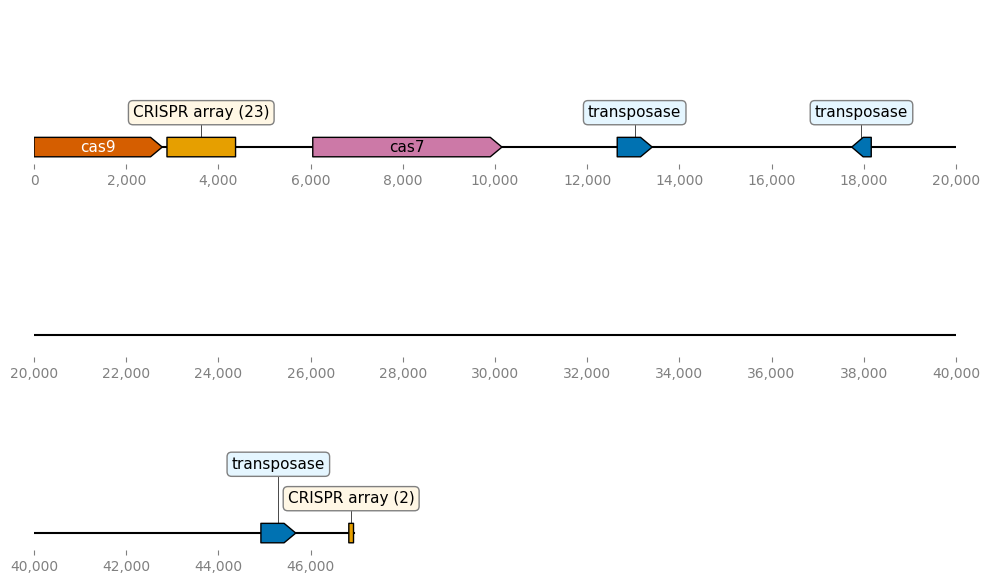 CRISPR array (23) transposase transposase
cas9 cas7
0 2,000 4,000 6,000 8,000 10,000 12,000 14,000 16,000 18,000 20,000
20,000 22,000 24,000 26,000 28,000 30,000 32,000 34,000 36,000 38,000 40,000
transposase
CRISPR array (2)
40,000 42,000 44,000 46,000